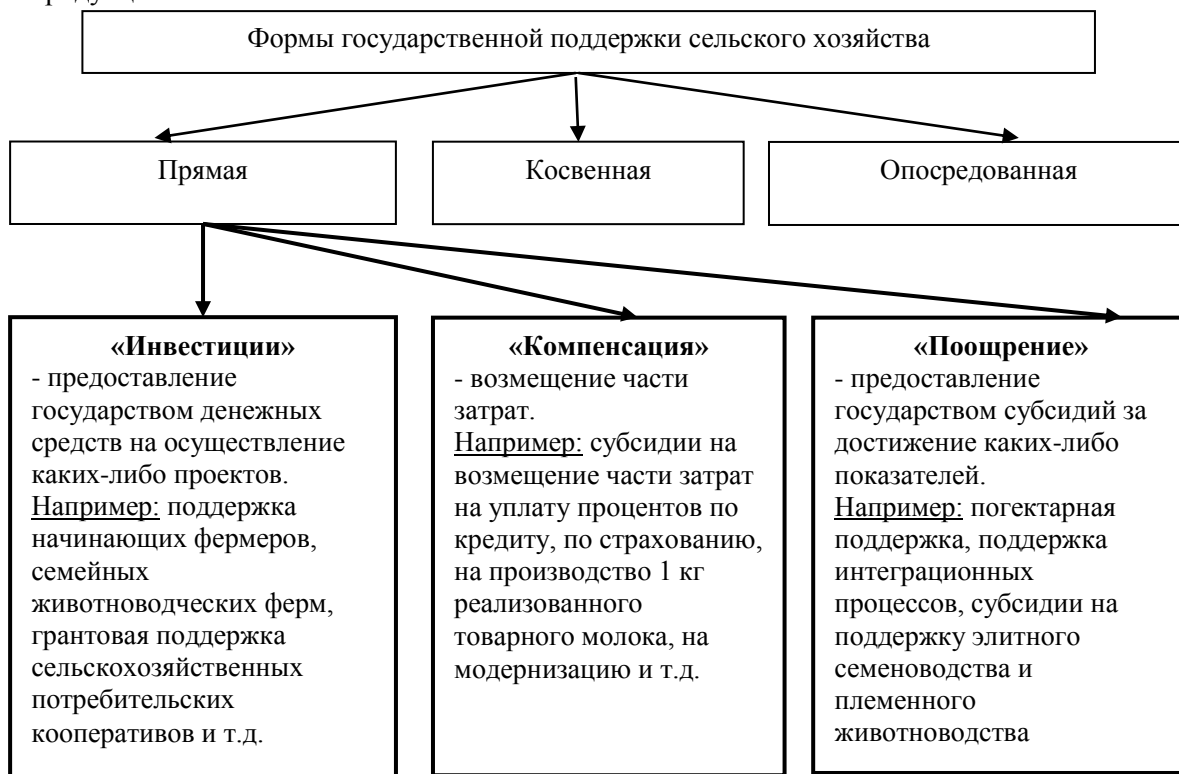 Формы государственной поддержки сельского хозяйства
Прямая
Косвенная
Опосредованная
«Инвестиции»
- предоставление
государством денежных
средств на осуществление
каких-либо проектов.
Например: поддержка
начинающих фермеров,
семейных
животноводческих ферм,
грантовая поддержка
сельскохозяйственных
потребительских
кооперативов и т.д.
«Компенсация»
- возмещение части
затрат.
Например: субсидии на
возмещение части затрат
на уплату процентов по
кредиту, по страхованию,
на производство 1 кг
реализованного
товарного молока, на
модернизацию и т.д.
«Поощрение»
- предоставление
государством субсидий за
достижение каких-либо
показателей.
Например: погектарная
поддержка, поддержка
интеграционных
процессов, субсидии на
поддержку элитного
семеноводства и
племенного
животноводства